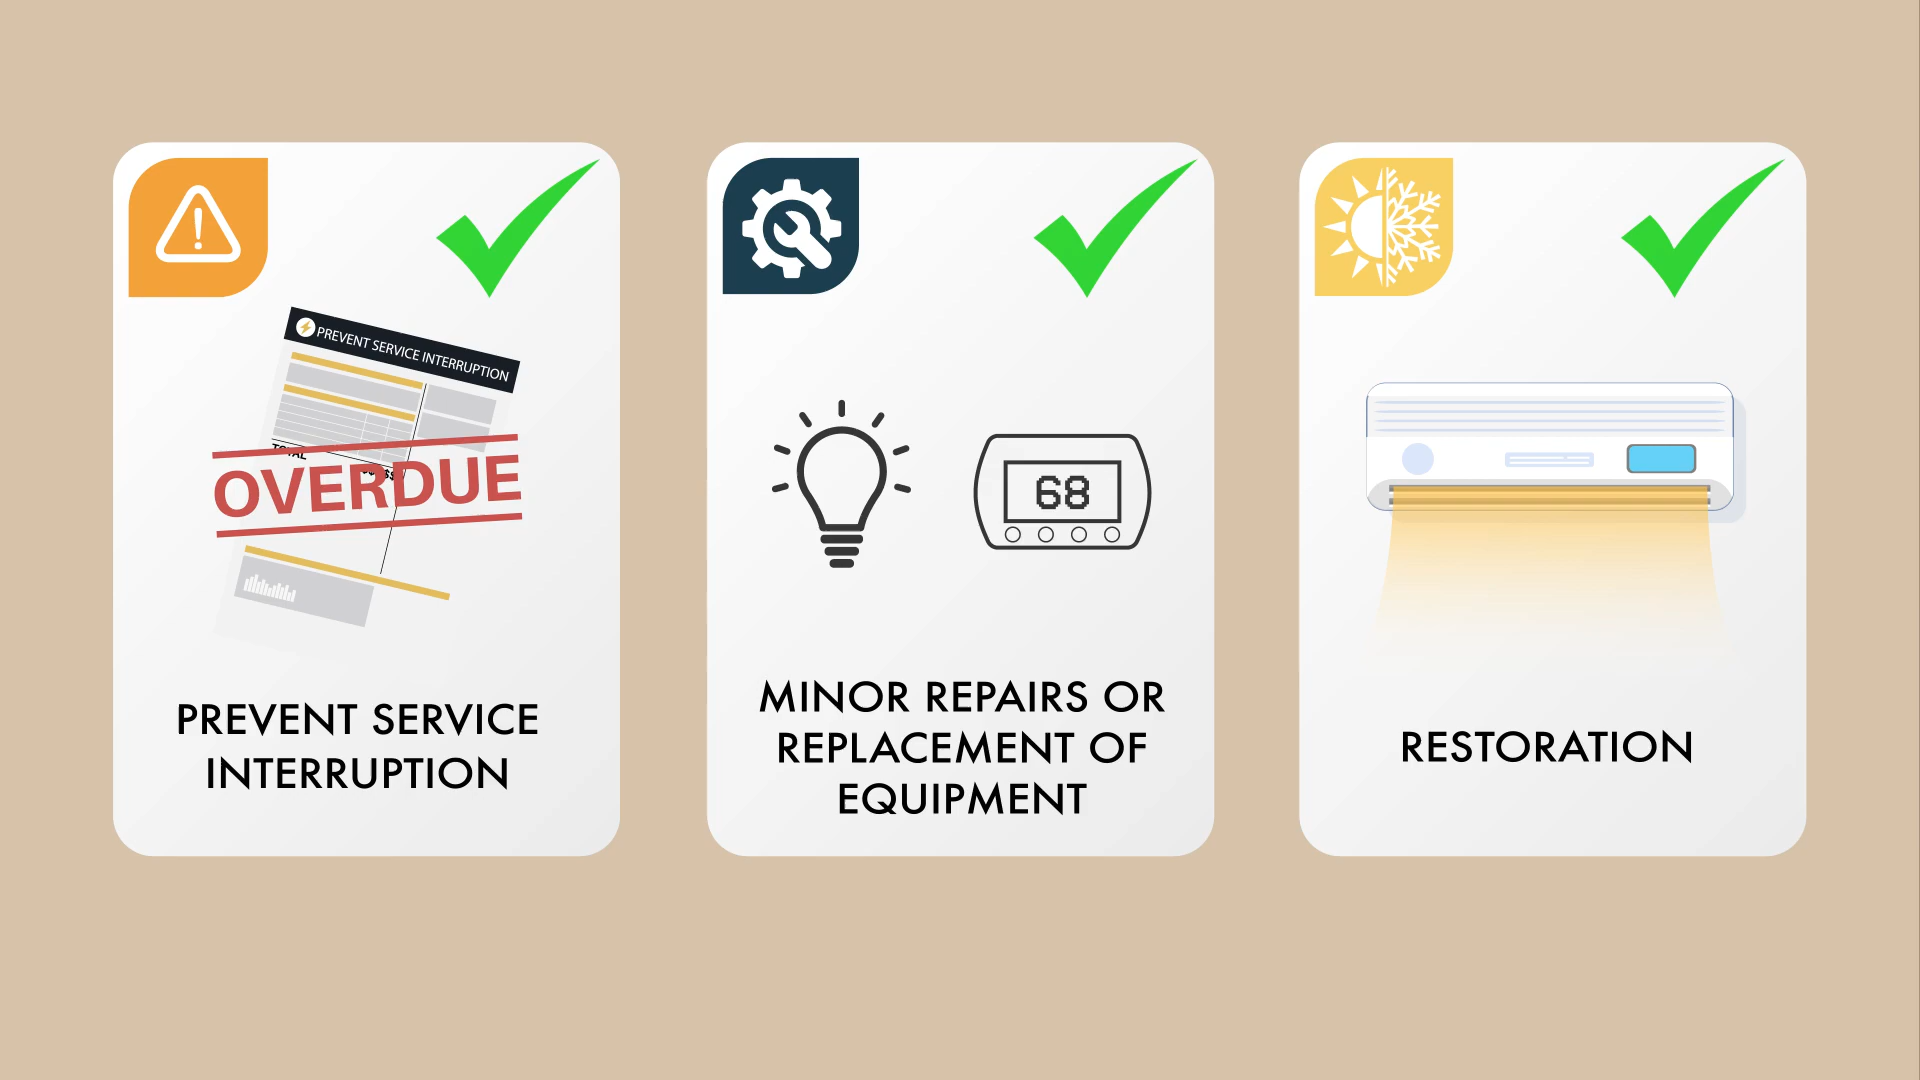 PREVENT SERVICE INTERRUPTION
OVERDUE
PREVENT SERVICE
INTERRUPTION
68
MINOR REPAIRS OR
REPLACEMENT OF
EQUIPMENT
RESTORATION